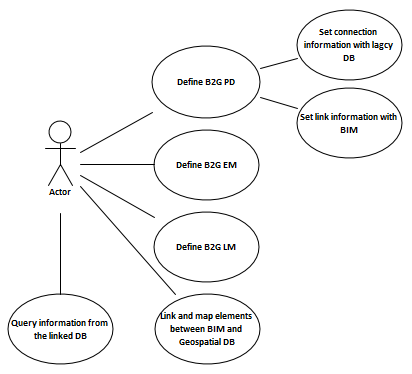 Set connection
information with lagcy
DB
Define B2G PD
Set link information with
BIM
Define B2G EM
Actor
Define B2G LM
Query information from
the linked DB
Link and map elements
between BIM and
Geospatial DB